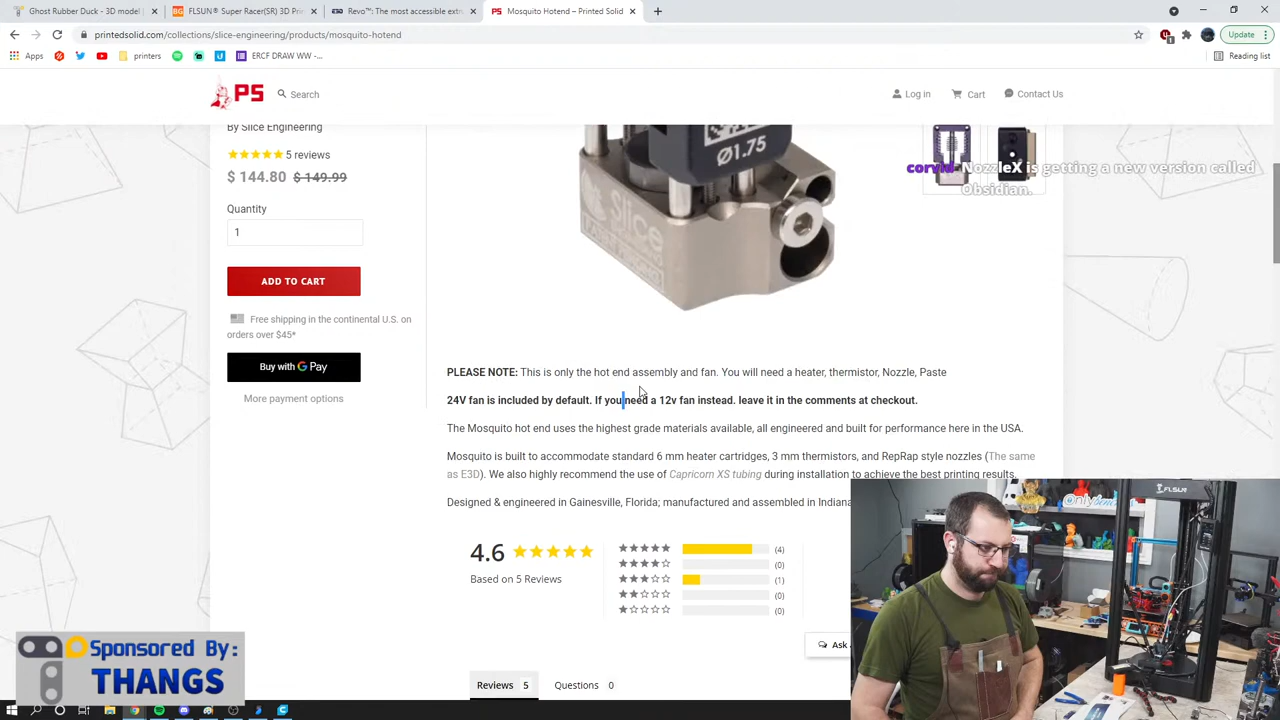 Ghost Rubber Duck - 3D model
FLSUN® Super Racer(SR) 3D Pri
Revo™: The most accessible extr
Mosquito Hotend – Printed Solid
printedsolid.com/collections/slice-engineering/products/mosquito-hotend
Update
Apps
printers
ERCF DRAW WW -...
Reading list
PS
Search
Log in
Cart
Contact Us
By Slice Engineering
5 reviews
$ 144.80 $ 149.99
Quantity
1
ADD TO CART
Free shipping in the continental U.S. on
orders over $45*
Buy with G Pay
More payment options
Ø1.75
slice
corvid NozzleX is getting a new version called
Obsidian.
PLEASE NOTE: This is only the hot end assembly and fan. You will need a heater, thermistor, Nozzle, Paste
24V fan is included by default. If you need a 12v fan instead. leave it in the comments at checkout.
The Mosquito hot end uses the highest grade materials available, all engineered and built for performance here in the USA.
Mosquito is built to accommodate standard 6 mm heater cartridges, 3 mm thermistors, and RepRap style nozzles (The same
as E3D). We also highly recommend the use of Capricorn XS tubing during installation to achieve the best printing results.
Designed & engineered in Gainesville, Florida; manufactured and assembled in Indiana
4.6
Based on 5 Reviews
(4)
(0)
(1)
(0)
(0)
Ask
Reviews 5
Questions 0
FLSUN
Sponsored By:
THANGS